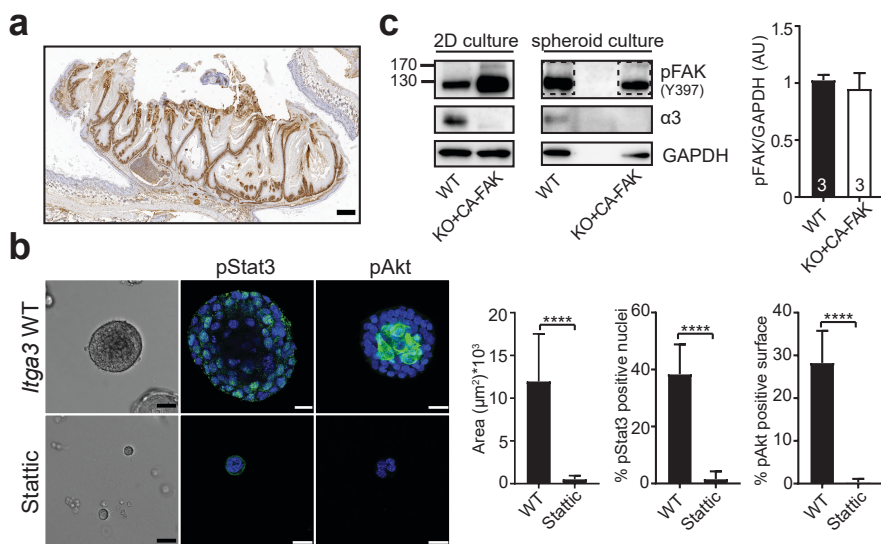 a
b
pStat3
pAkt
Itga3 WT
Stattic
Area (µm²)*10³
20
15
10
5
0
****
WT
Stattic
% pStat3 positive nuclei
60
40
20
0
****
WT
Stattic
% pAkt positive surface
40
30
20
10
0
****
WT
Stattic
c
2D culture
spheroid culture
170
130
pFAK
(Y397)
α3
GAPDH
WT
KO+CA-FAK
WT
KO+CA-FAK
pFAK/GAPDH (AU)
1.5
1
0.5
0
3
3
WT
KO+CA-FAK